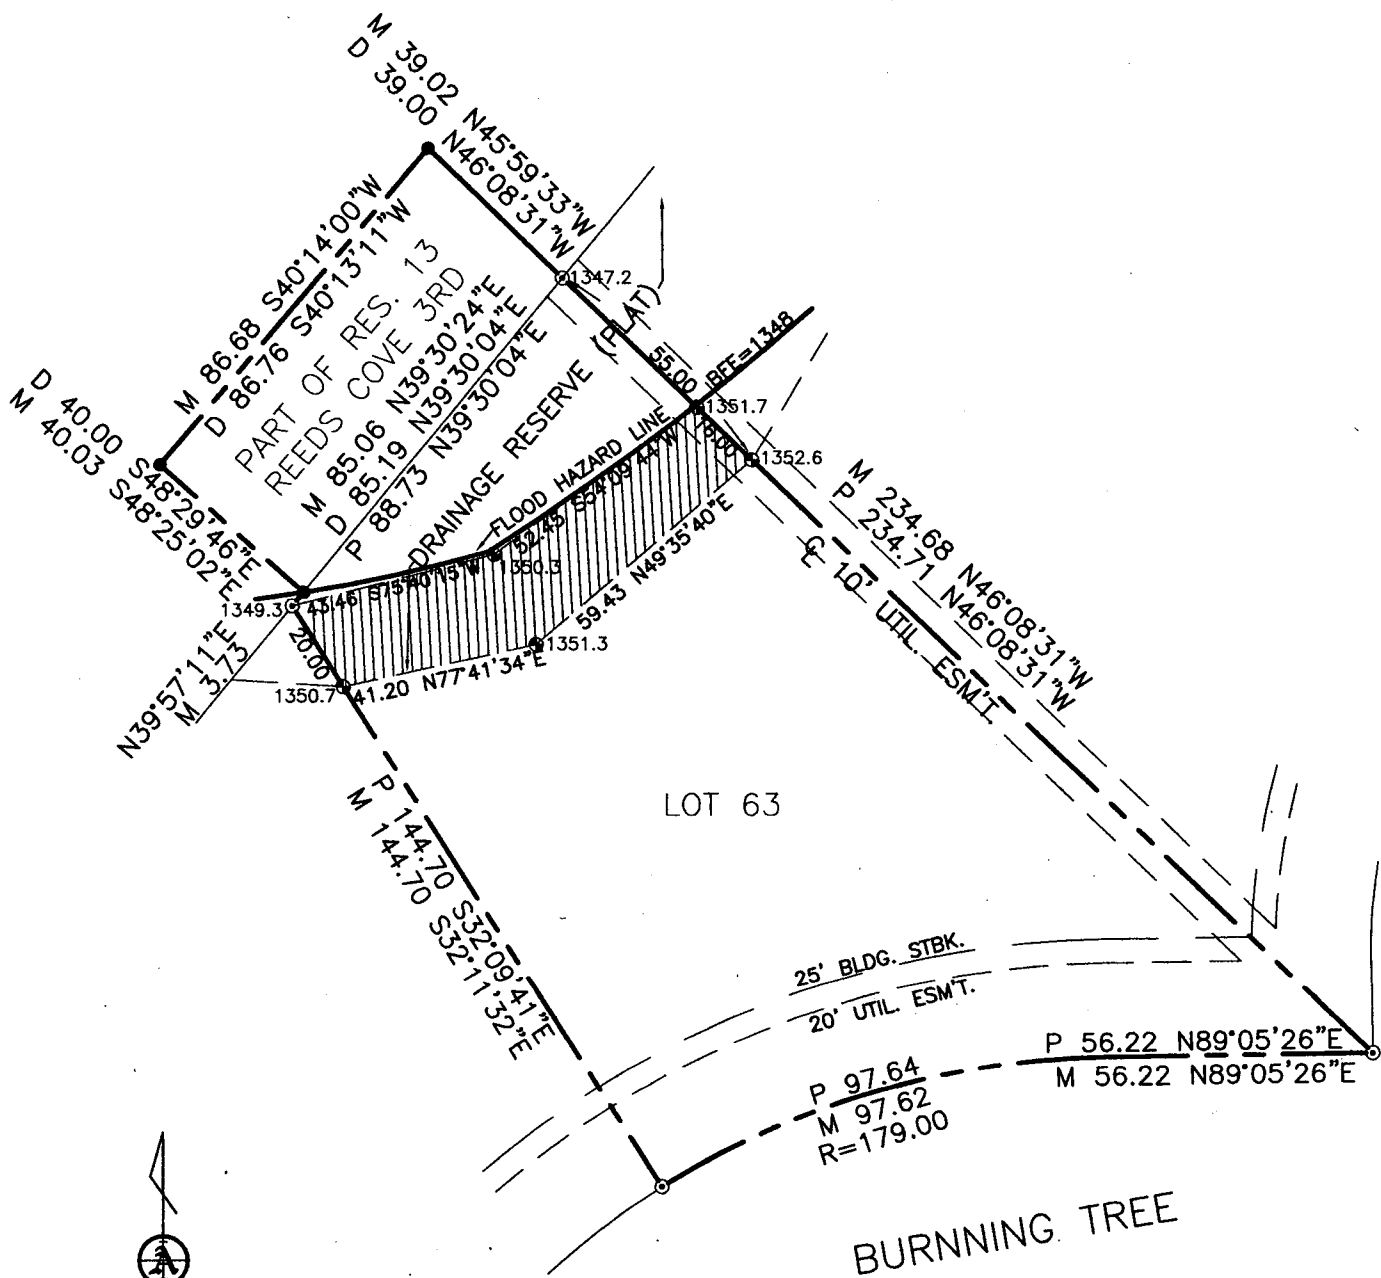 M 39.02 N45°59'33"W
D 39.00 N46°08'31"W
M 86.68 S40°14'00"W
D 86.76 S40°13'11"W
PART OF RES. 13
REEDS COVE 3RD
M 85.06 N39°30'24"E
D 85.19 N39°30'04"E
P 88.73 N39°30'04"E
DRAINAGE RESERVE (PLAT)
1347.2
55.00
BFE=1348
1351.7
16.00
1352.6
D 40.00 S48°29'46"E
M 40.03 S48°25'02"E
FLOOD HAZARD LINE
52.45 S54°09'44"W
1350.3
43.46 S75°40'15"W
1349.3
20.00
59.43 N49°35'40"E
1351.3
1350.7
41.20 N77°41'34"E
N39°57'11"E
M 3.73
M 234.68 N46°08'31"W
P 234.71 N46°08'31"W
℄ 10' UTIL. ESM'T.
LOT 63
P 144.70 S32°09'41"E
M 144.70 S32°11'32"E
25' BLDG. STBK.
20' UTIL. ESM'T.
P 56.22 N89°05'26"E
M 56.22 N89°05'26"E
P 97.64
M 97.62
R=179.00
BURNNING TREE